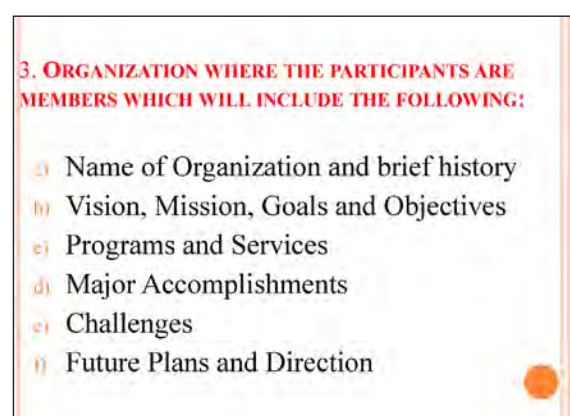 3. ORGANIZATION WHERE THE PARTICIPANTS ARE
MEMBERS WHICH WILL INCLUDE THE FOLLOWING:
a) Name of Organization and brief history
b) Vision, Mission, Goals and Objectives
c) Programs and Services
d) Major Accomplishments
e) Challenges
f) Future Plans and Direction